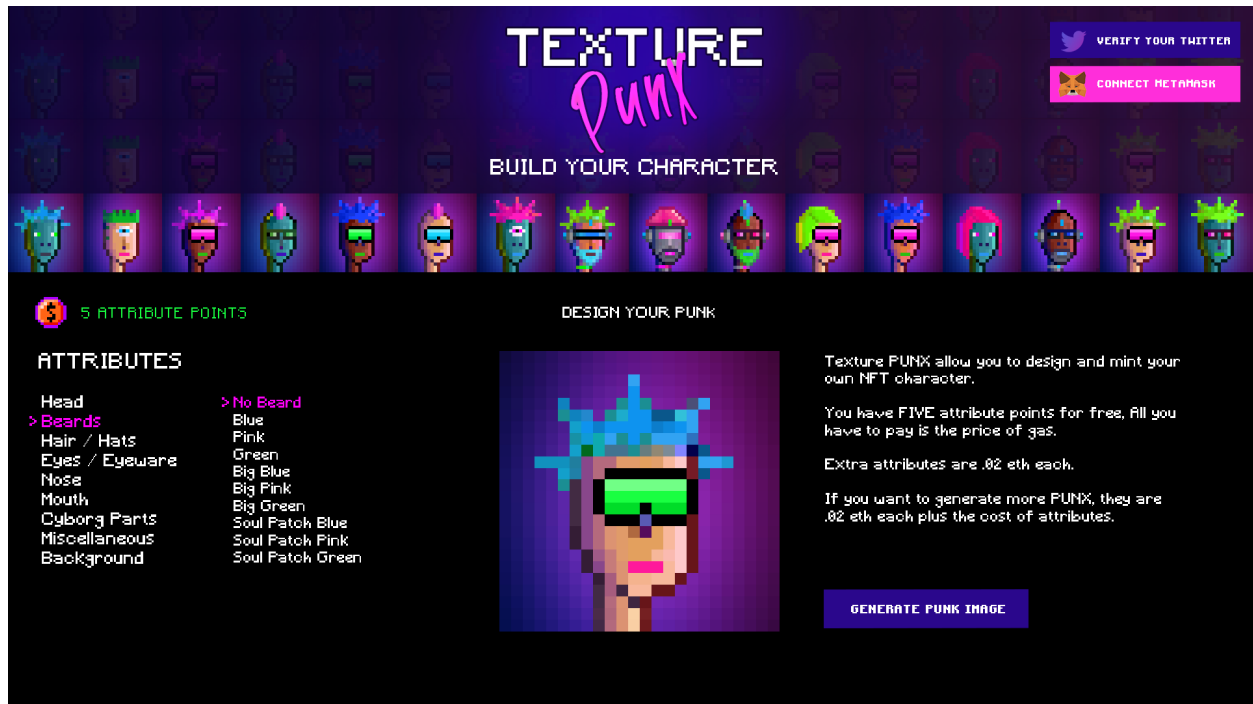 TEXTURE
Punx
BUILD YOUR CHARACTER
VERIFY YOUR TWITTER
CONNECT METAMASK
$ 5 ATTRIBUTE POINTS
DESIGN YOUR PUNK
ATTRIBUTES
Head
>Beards
Hair / Hats
Eyes / Eyeware
Nose
Mouth
Cyborg Parts
Miscellaneous
Background
>No Beard
Blue
Pink
Green
Big Blue
Big Pink
Big Green
Soul Patch Blue
Soul Patch Pink
Soul Patch Green
Texture PUNX allow you to design and mint your
own NFT character.
You have FIVE attribute points for free, All you
have to pay is the price of gas.
Extra attributes are .02 eth each.
If you want to generate more PUNX, they are
.02 eth each plus the cost of attributes.
GENERATE PUNK IMAGE